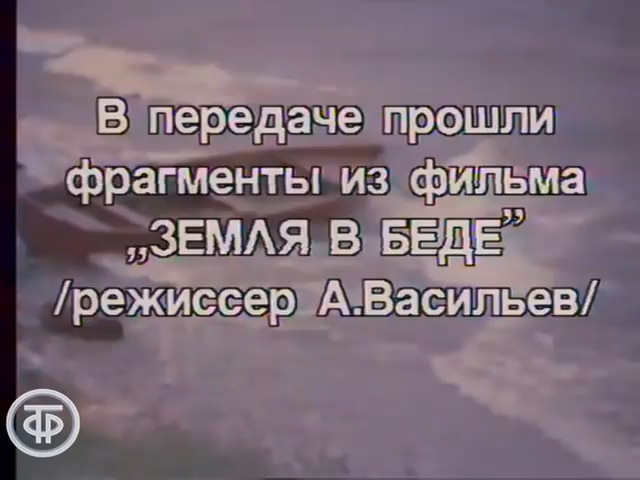 В передаче прошли
фрагменты из фильма
„ЗЕМЛЯ В БЕДЕ”
/режиссер А.Васильев/